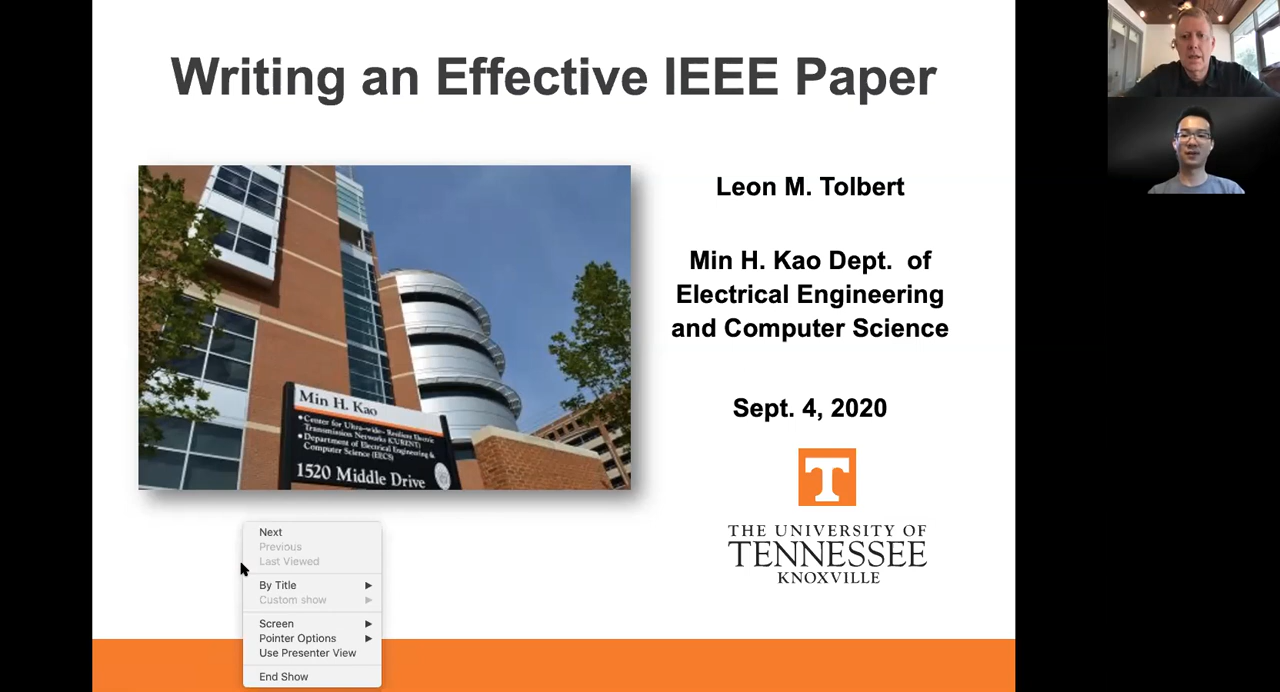 Writing an Effective IEEE Paper
Leon M. Tolbert
Min H. Kao Dept. of
Electrical Engineering
and Computer Science
Sept. 4, 2020
Min H. Kao
•Center for Ultra-wide- Resilient Electric
Transmission Networks (CURENT)
•Department of Electrical Engineering &
Computer Science (EECS)
1520 Middle Drive
T
THE UNIVERSITY OF
TENNESSEE
KNOXVILLE
Next
Previous
Last Viewed
By Title
Custom show
Screen
Pointer Options
Use Presenter View
End Show